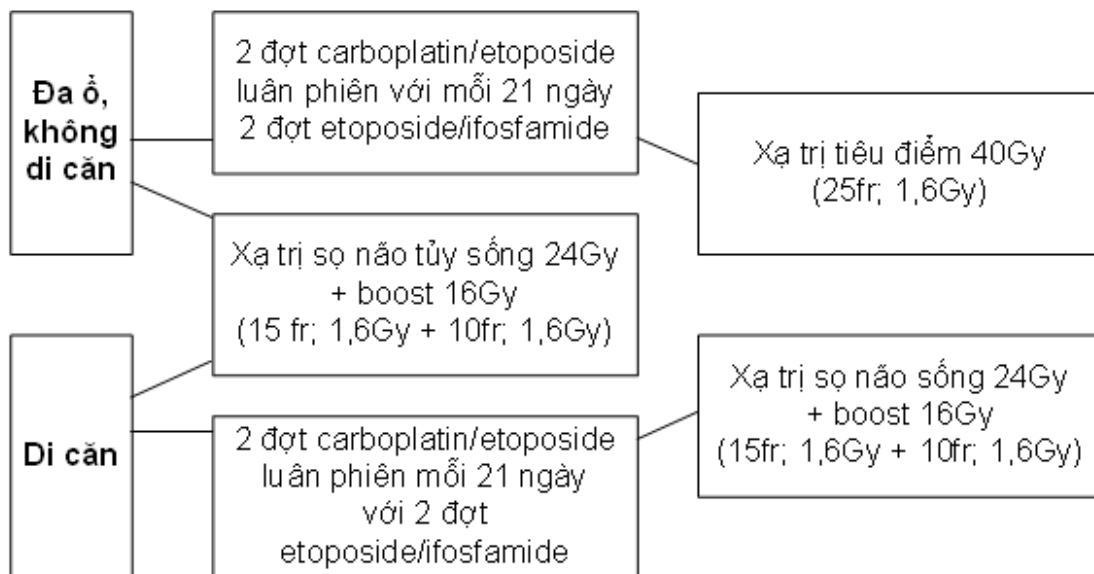 Đa ổ,
không
di căn
2 đợt carboplatin/etoposide
luân phiên với mỗi 21 ngày
2 đợt etoposide/ifosfamide
Xạ trị tiêu điểm 40Gy
(25fr; 1,6Gy)
Xạ trị sọ não tủy sống 24Gy
+ boost 16Gy
(15 fr; 1,6Gy + 10fr; 1,6Gy)
Di căn
2 đợt carboplatin/etoposide
luân phiên mỗi 21 ngày
với 2 đợt
etoposide/ifosfamide
Xạ trị sọ não sống 24Gy
+ boost 16Gy
(15fr; 1,6Gy + 10fr; 1,6Gy)